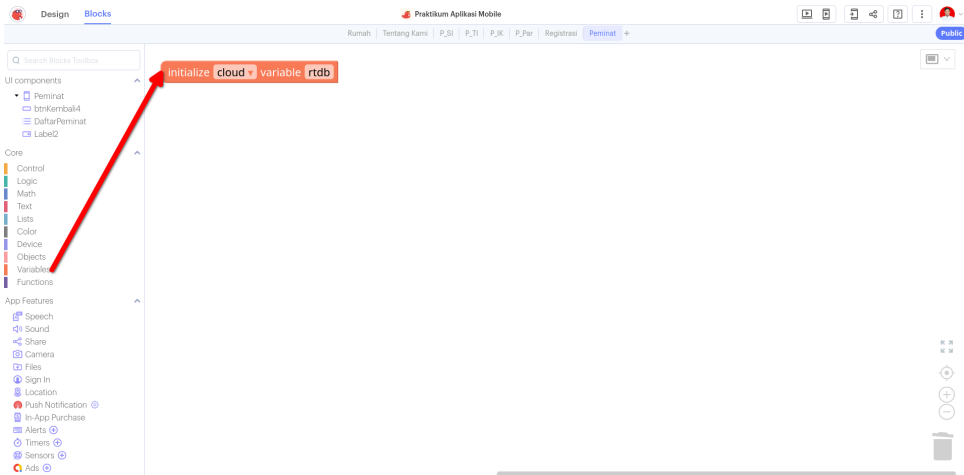 Design Blocks Praktikum Aplikasi Mobile
Rumah Tentang Kami P_SI P_TI P_IK P_Par Registrasi Peminat + Public
Search Blocks Toolbox
initialize cloud variable rtdb
UI components
Peminat
btnKembali4
DaftarPeminat
Label2
Core
Control
Logic
Math
Text
Lists
Color
Device
Objects
Variables
Functions
App Features
Speech
Sound
Share
Camera
Files
Sign In
Location
Push Notification
In-App Purchase
Alerts
Timers
Sensors
Ads